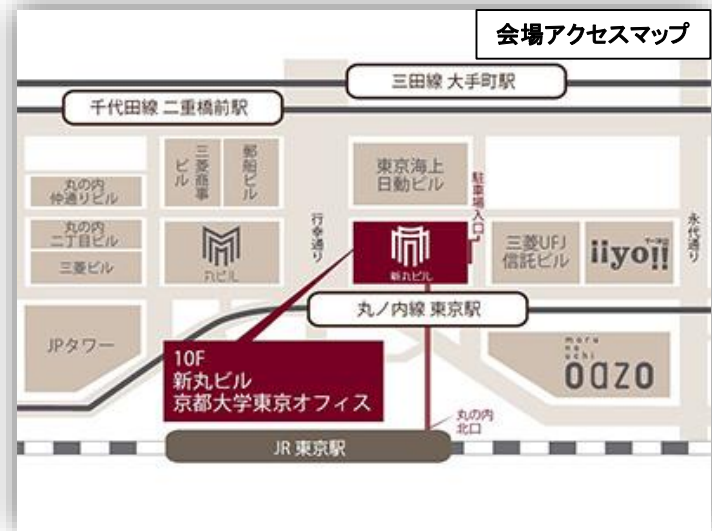 会場アクセスマップ
三田線 大手町駅
千代田線 二重橋前駅
三菱商事
ビル
郵船ビル
東京海上
日動ビル
駐車場入口
丸の内
仲通りビル
丸の内
二丁目ビル
三菱ビル
丸ビル
行幸通り
新丸ビル
三菱UFJ
信託ビル
iiyo!!
永代通り
丸ノ内線 東京駅
JPタワー
maru
no
uchi
oazo
10F
新丸ビル
京都大学東京オフィス
丸の内
北口
JR 東京駅